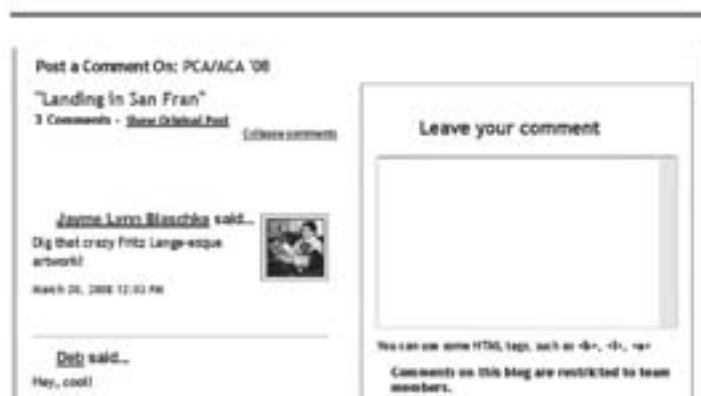 Post a Comment On: PCA/ACA '08
"Landing in San Fran"
3 Comments - Show Original Post
Collapse comments
Jayme Lynn Blaschke said...
Dig that crazy Fritz Lange-esque
artwork!
March 20, 2008 12:03 PM
Deb said...
Hey, cool!
Leave your comment
You can use some HTML tags, such as <b>, <i>, <a>
Comments on this blog are restricted to team
members.